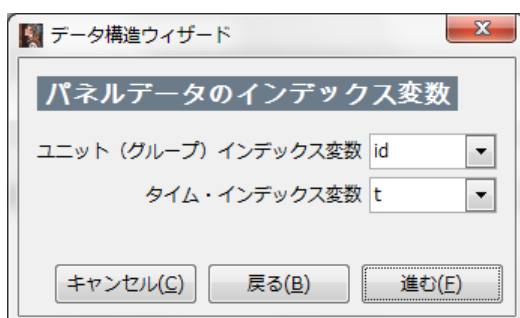 データ構造ウィザード
パネルデータのインデックス変数
ユニット（グループ）インデックス変数 id
タイム・インデックス変数 t
キャンセル(C) 戻る(B) 進む(F)